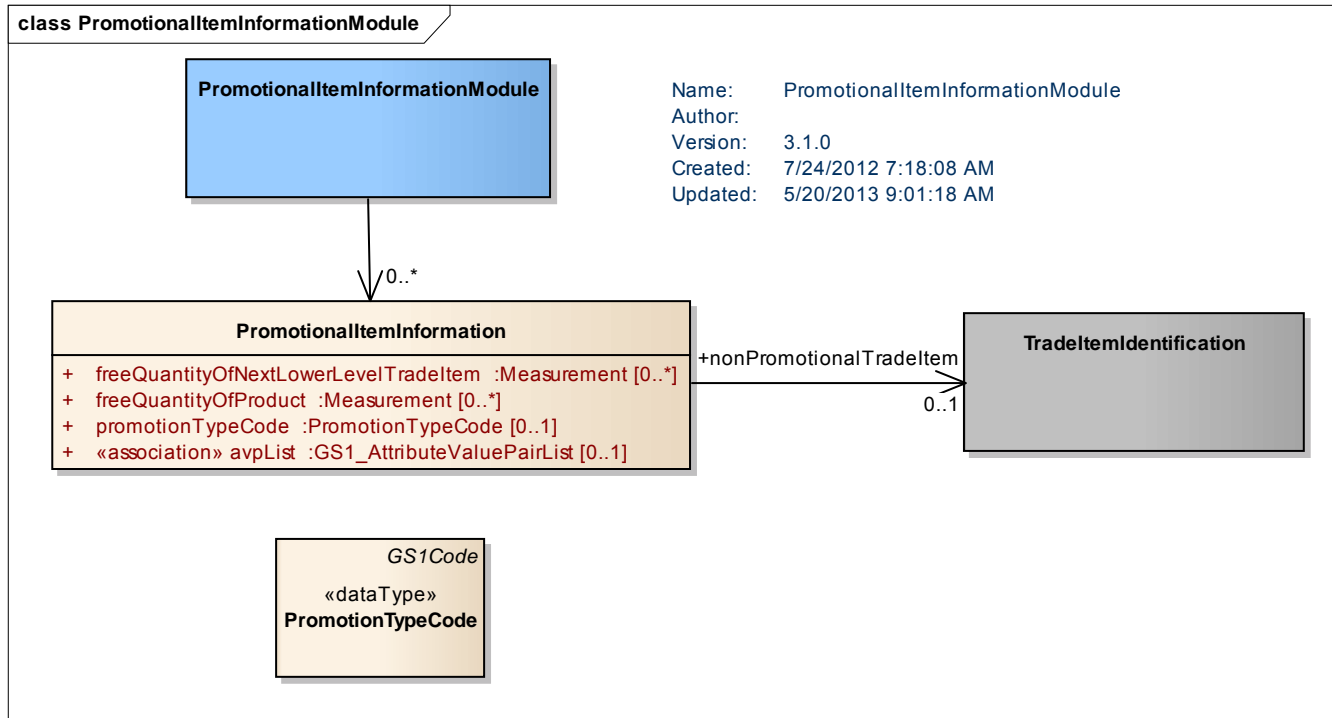 class PromotionalItemInformationModule
PromotionalItemInformationModule
Name: PromotionalItemInformationModule
Author:
Version: 3.1.0
Created: 7/24/2012 7:18:08 AM
Updated: 5/20/2013 9:01:18 AM
0..*
PromotionalItemInformation
+ freeQuantityOfNextLowerLevelTradeItem :Measurement [0..*]
+ freeQuantityOfProduct :Measurement [0..*]
+ promotionTypeCode :PromotionTypeCode [0..1]
+ «association» avpList :GS1_AttributeValuePairList [0..1]
+nonPromotionalTradeItem
0..1
TradeItemIdentification
GS1Code
«dataType»
PromotionTypeCode